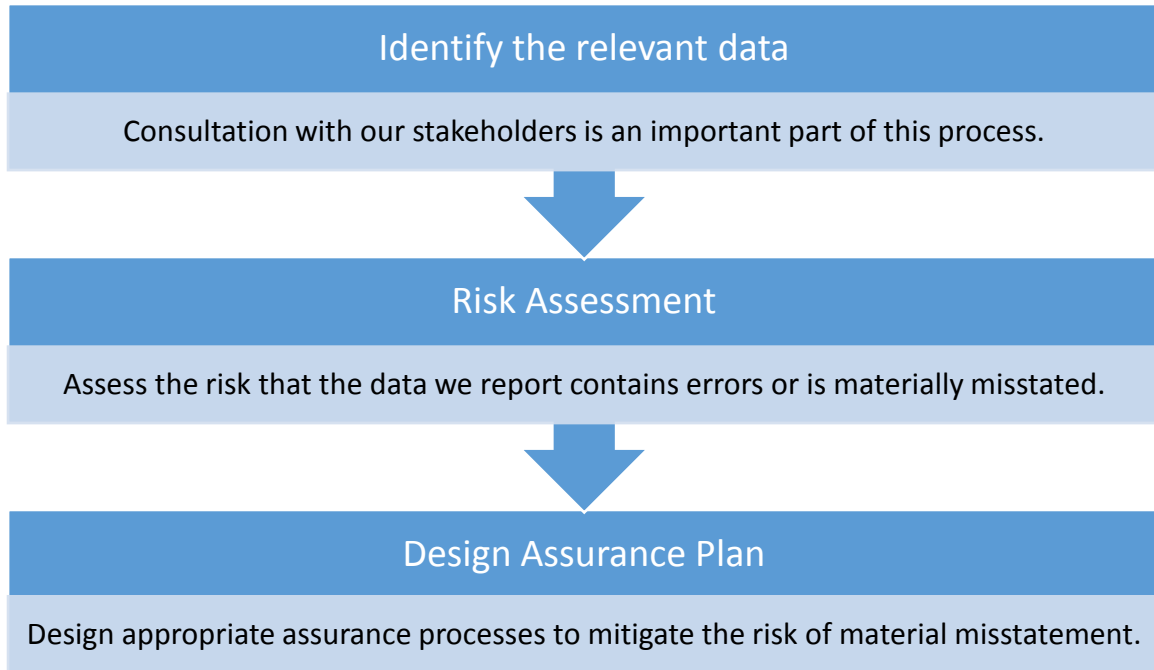 Identify the relevant data
Consultation with our stakeholders is an important part of this process.
Risk Assessment
Assess the risk that the data we report contains errors or is materially misstated.
Design Assurance Plan
Design appropriate assurance processes to mitigate the risk of material misstatement.